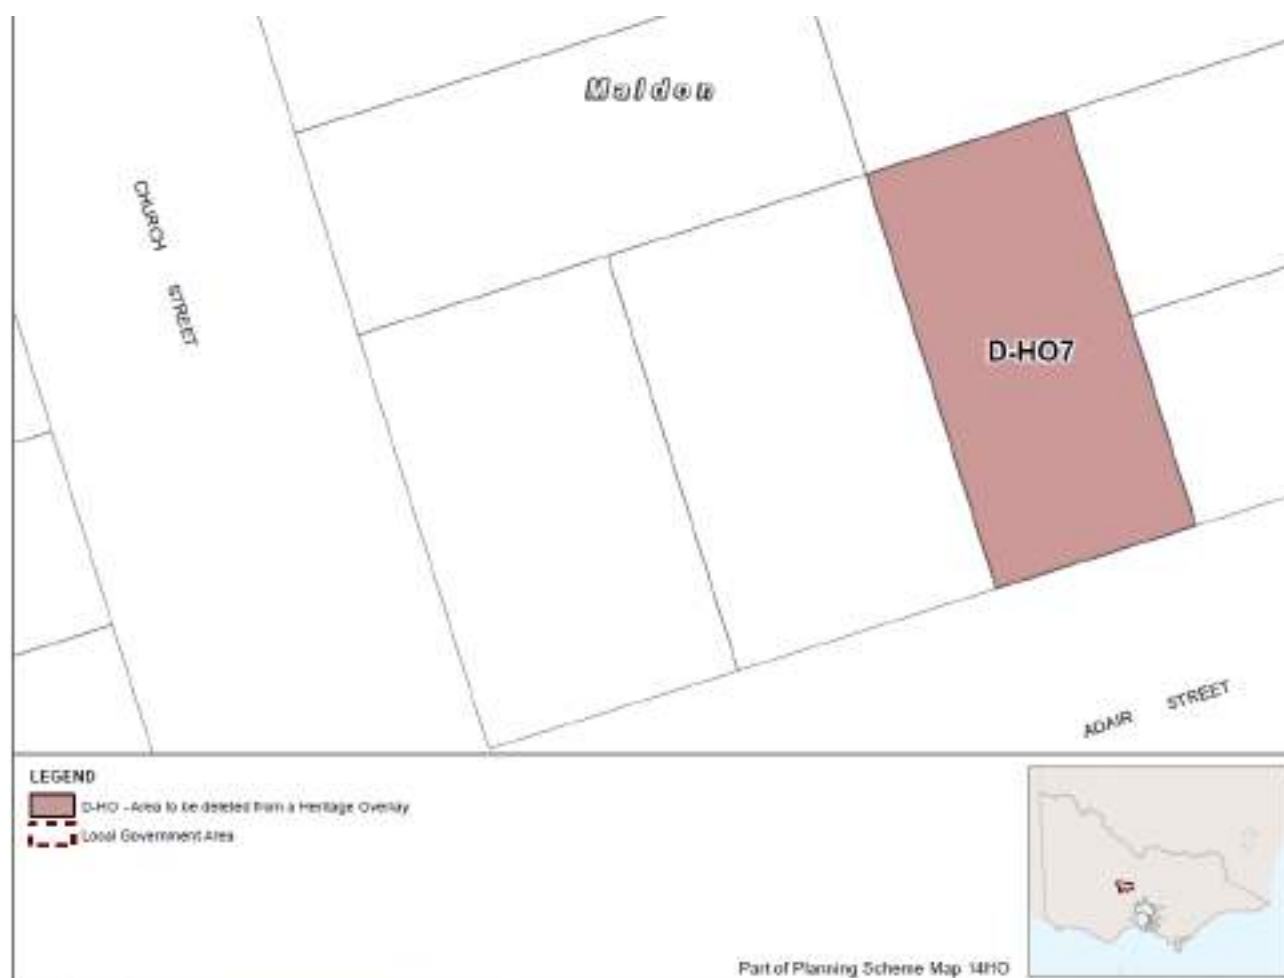 Maldon
CHURCH STREET
D-HO7
ADAIR STREET
LEGEND
D-HO - Area to be deleted from a Heritage Overlay
Local Government Area
Part of Planning Scheme Map 14HO